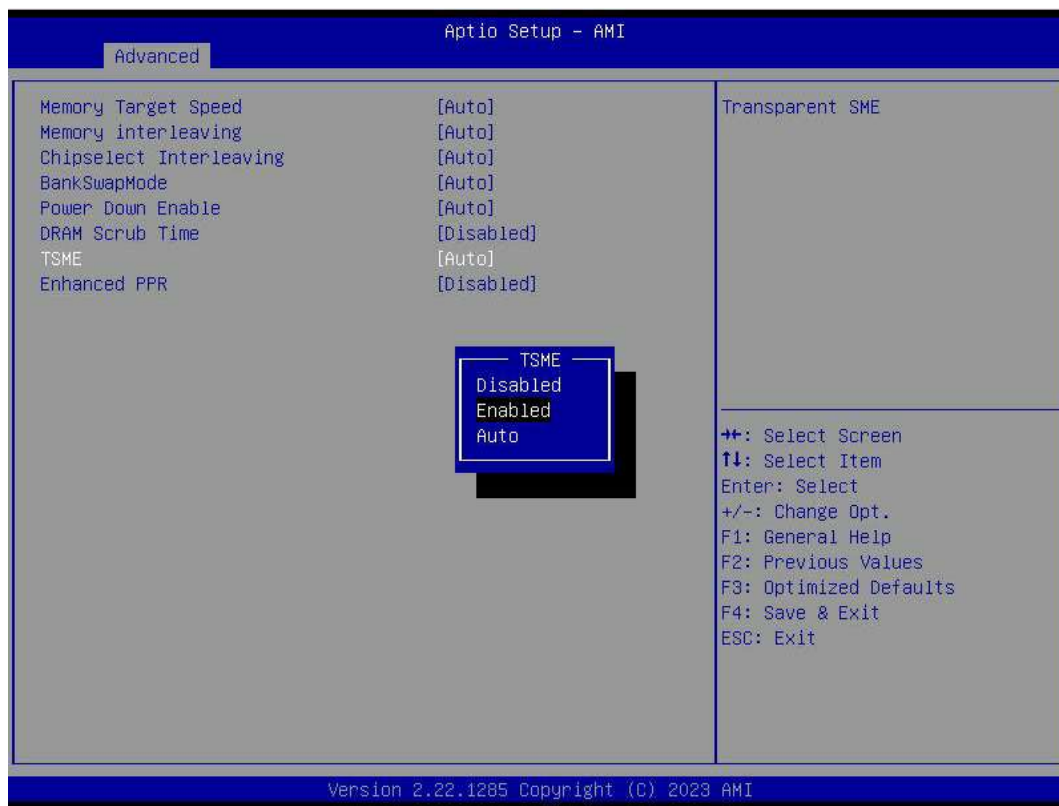 Aptio Setup - AMI
Advanced
Memory Target Speed [Auto]
Memory interleaving [Auto]
Chipselect Interleaving [Auto]
BankSwapMode [Auto]
Power Down Enable [Auto]
DRAM Scrub Time [Disabled]
TSME [Auto]
Enhanced PPR [Disabled]
TSME
Disabled
Enabled
Auto
Transparent SME
→←: Select Screen
↑↓: Select Item
Enter: Select
+/-: Change Opt.
F1: General Help
F2: Previous Values
F3: Optimized Defaults
F4: Save & Exit
ESC: Exit
Version 2.22.1285 Copyright (C) 2023 AMI